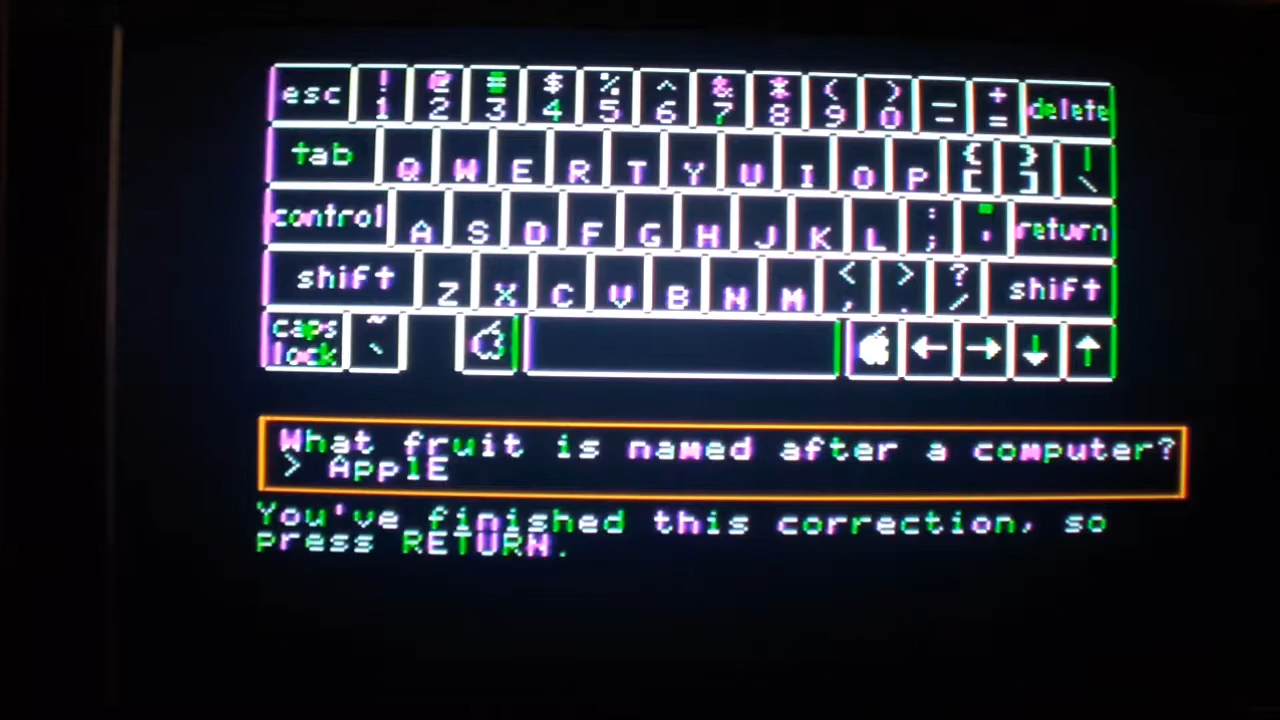 esc ! @ # $ % ^ & * ( ) — + delete
1 2 3 4 5 6 7 8 9 0 - =
tab Q W E R T Y U I O P { } |
[ ] \
control A S D F G H J K L : " return
; '
shift Z X C V B N M < > ? shift
, . /
caps ~ ← → ↓ ↑
lock `
What fruit is named after a computer?
> ApplE
You've finished this correction, so
press RETURN.